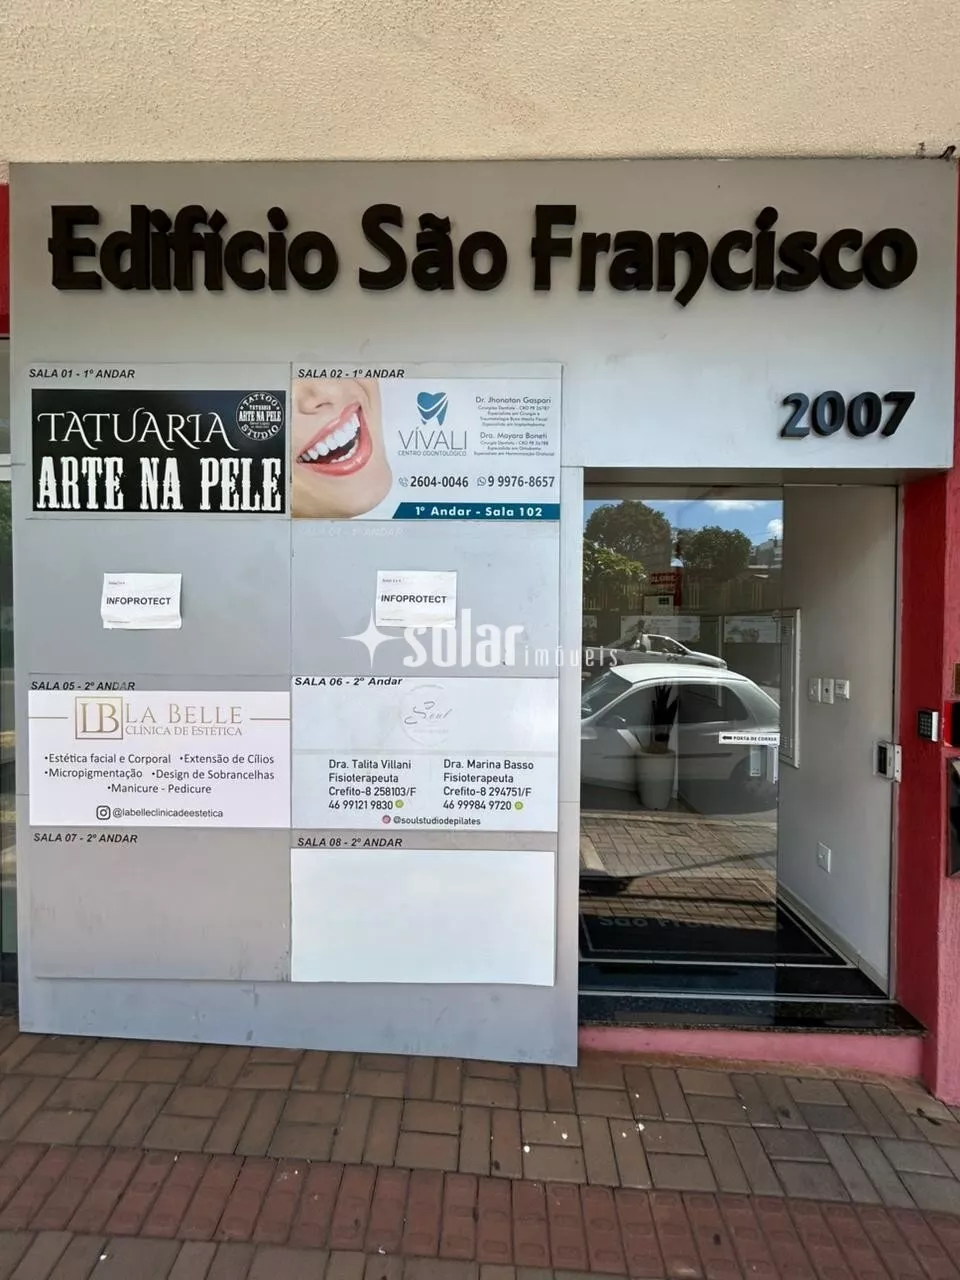 Edifício São Francisco
2007
SALA 01 - 1º ANDAR
TATUARIA
ARTE NA PELE
TATTOO
TATUARIA
ARTE NA PELE
STUDIO
SALA 02 - 1º ANDAR
VÍVALI
CENTRO ODONTOLÓGICO
Dr. Jhonatan Gaspari
Dra. Mayara Boneti
2604-0046 9 9976-8657
1º Andar - Sala 102
INFOPROTECT
INFOPROTECT
solar
imóveis
SALA 05 - 2º ANDAR
LB LA BELLE
CLÍNICA DE ESTÉTICA
•Estética facial e Corporal •Extensão de Cílios
•Micropigmentação •Design de Sobrancelhas
•Manicure - Pedicure
@labelleclinicadeestetica
SALA 06 - 2º Andar
Soul
Dra. Talita Villani
Fisioterapeuta
Crefito-8 258103/F
46 99121 9830
Dra. Marina Basso
Fisioterapeuta
Crefito-8 294751/F
46 99984 9720
@soulstudiodepilates
SALA 07 - 2º ANDAR
SALA 08 - 2º ANDAR
PORTA DE CORRER